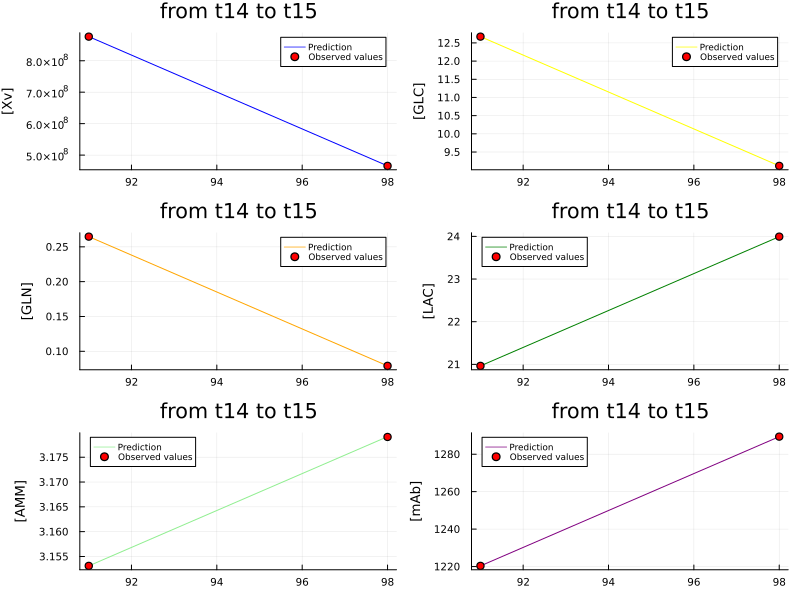 from t14 to t15
[Xv]
8.0×10⁸
7.0×10⁸
6.0×10⁸
5.0×10⁸
Prediction
Observed values
92 94 96 98
from t14 to t15
[GLC]
12.5
12.0
11.5
11.0
10.5
10.0
9.5
Prediction
Observed values
92 94 96 98
from t14 to t15
[GLN]
0.25
0.20
0.15
0.10
Prediction
Observed values
92 94 96 98
from t14 to t15
[LAC]
24
23
22
21
Prediction
Observed values
92 94 96 98
from t14 to t15
[AMM]
3.175
3.170
3.165
3.160
3.155
Prediction
Observed values
92 94 96 98
from t14 to t15
[mAb]
1280
1260
1240
1220
Prediction
Observed values
92 94 96 98